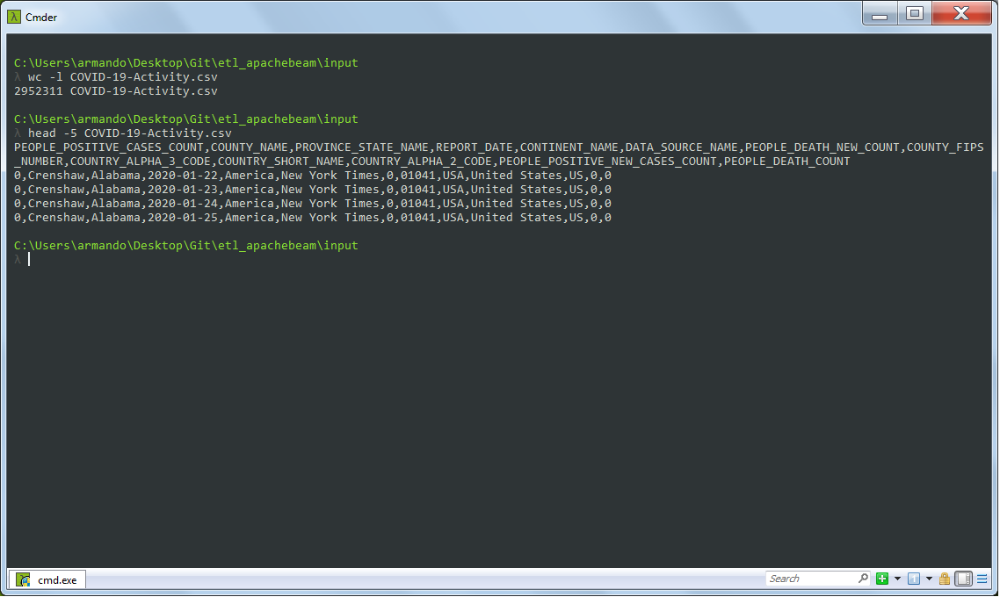 Cmder
C:\Users\armando\Desktop\Git\etl_apachebeam\input
λ wc -l COVID-19-Activity.csv
2952311 COVID-19-Activity.csv
C:\Users\armando\Desktop\Git\etl_apachebeam\input
λ head -5 COVID-19-Activity.csv
PEOPLE_POSITIVE_CASES_COUNT,COUNTY_NAME,PROVINCE_STATE_NAME,REPORT_DATE,CONTINENT_NAME,DATA_SOURCE_NAME,PEOPLE_DEATH_NEW_COUNT,COUNTY_FIPS
_NUMBER,COUNTRY_ALPHA_3_CODE,COUNTRY_SHORT_NAME,COUNTRY_ALPHA_2_CODE,PEOPLE_POSITIVE_NEW_CASES_COUNT,PEOPLE_DEATH_COUNT
0,Crenshaw,Alabama,2020-01-22,America,New York Times,0,01041,USA,United States,US,0,0
0,Crenshaw,Alabama,2020-01-23,America,New York Times,0,01041,USA,United States,US,0,0
0,Crenshaw,Alabama,2020-01-24,America,New York Times,0,01041,USA,United States,US,0,0
0,Crenshaw,Alabama,2020-01-25,America,New York Times,0,01041,USA,United States,US,0,0
C:\Users\armando\Desktop\Git\etl_apachebeam\input
λ
cmd.exe
Search